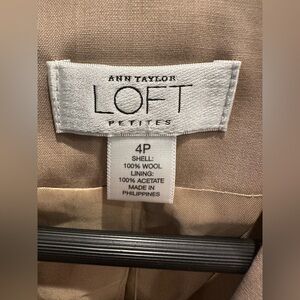 ANN TAYLOR
LOFT
PETITES
4P
SHELL:
100% WOOL
LINING:
100% ACETATE
MADE IN
PHILIPPINES